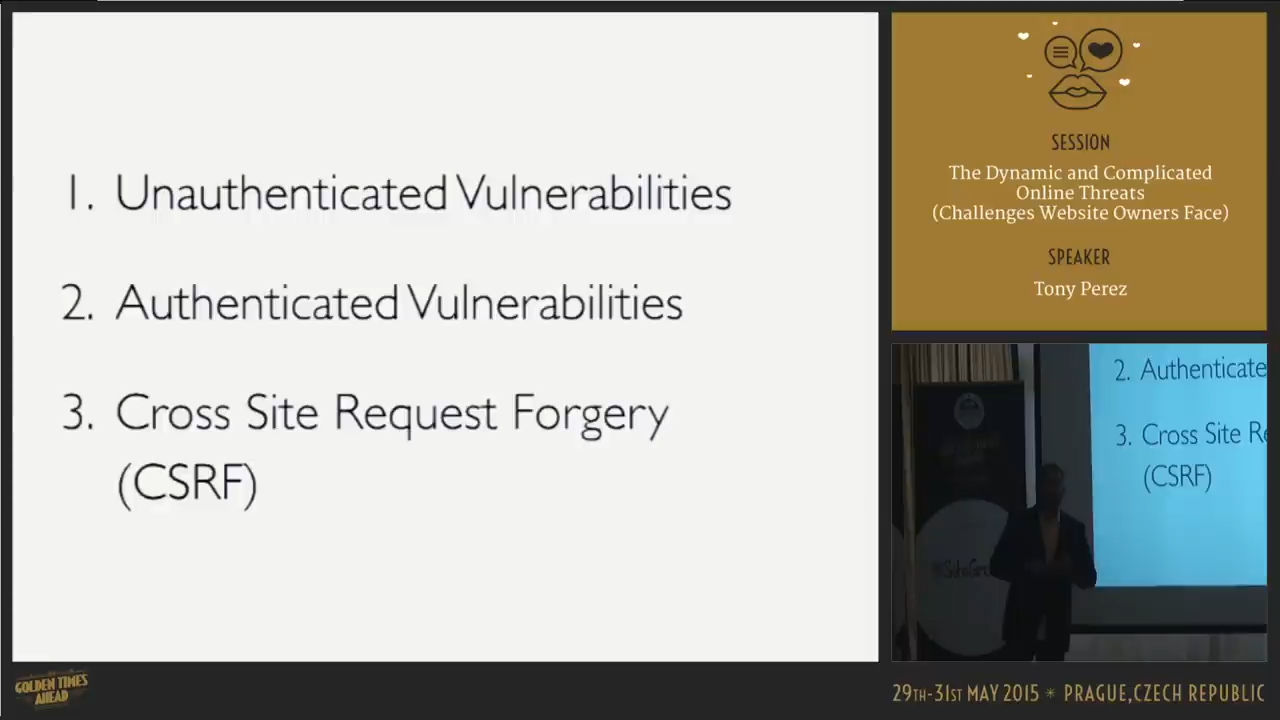 1. Unauthenticated Vulnerabilities
2. Authenticated Vulnerabilities
3. Cross Site Request Forgery
(CSRF)
SESSION
The Dynamic and Complicated
Online Threats
(Challenges Website Owners Face)
SPEAKER
Tony Perez
2. Authenticate
3. Cross Site Re
(CSRF)
GOLDEN TIMES
AHEAD
29TH-31ST MAY 2015 * PRAGUE, CZECH REPUBLIC